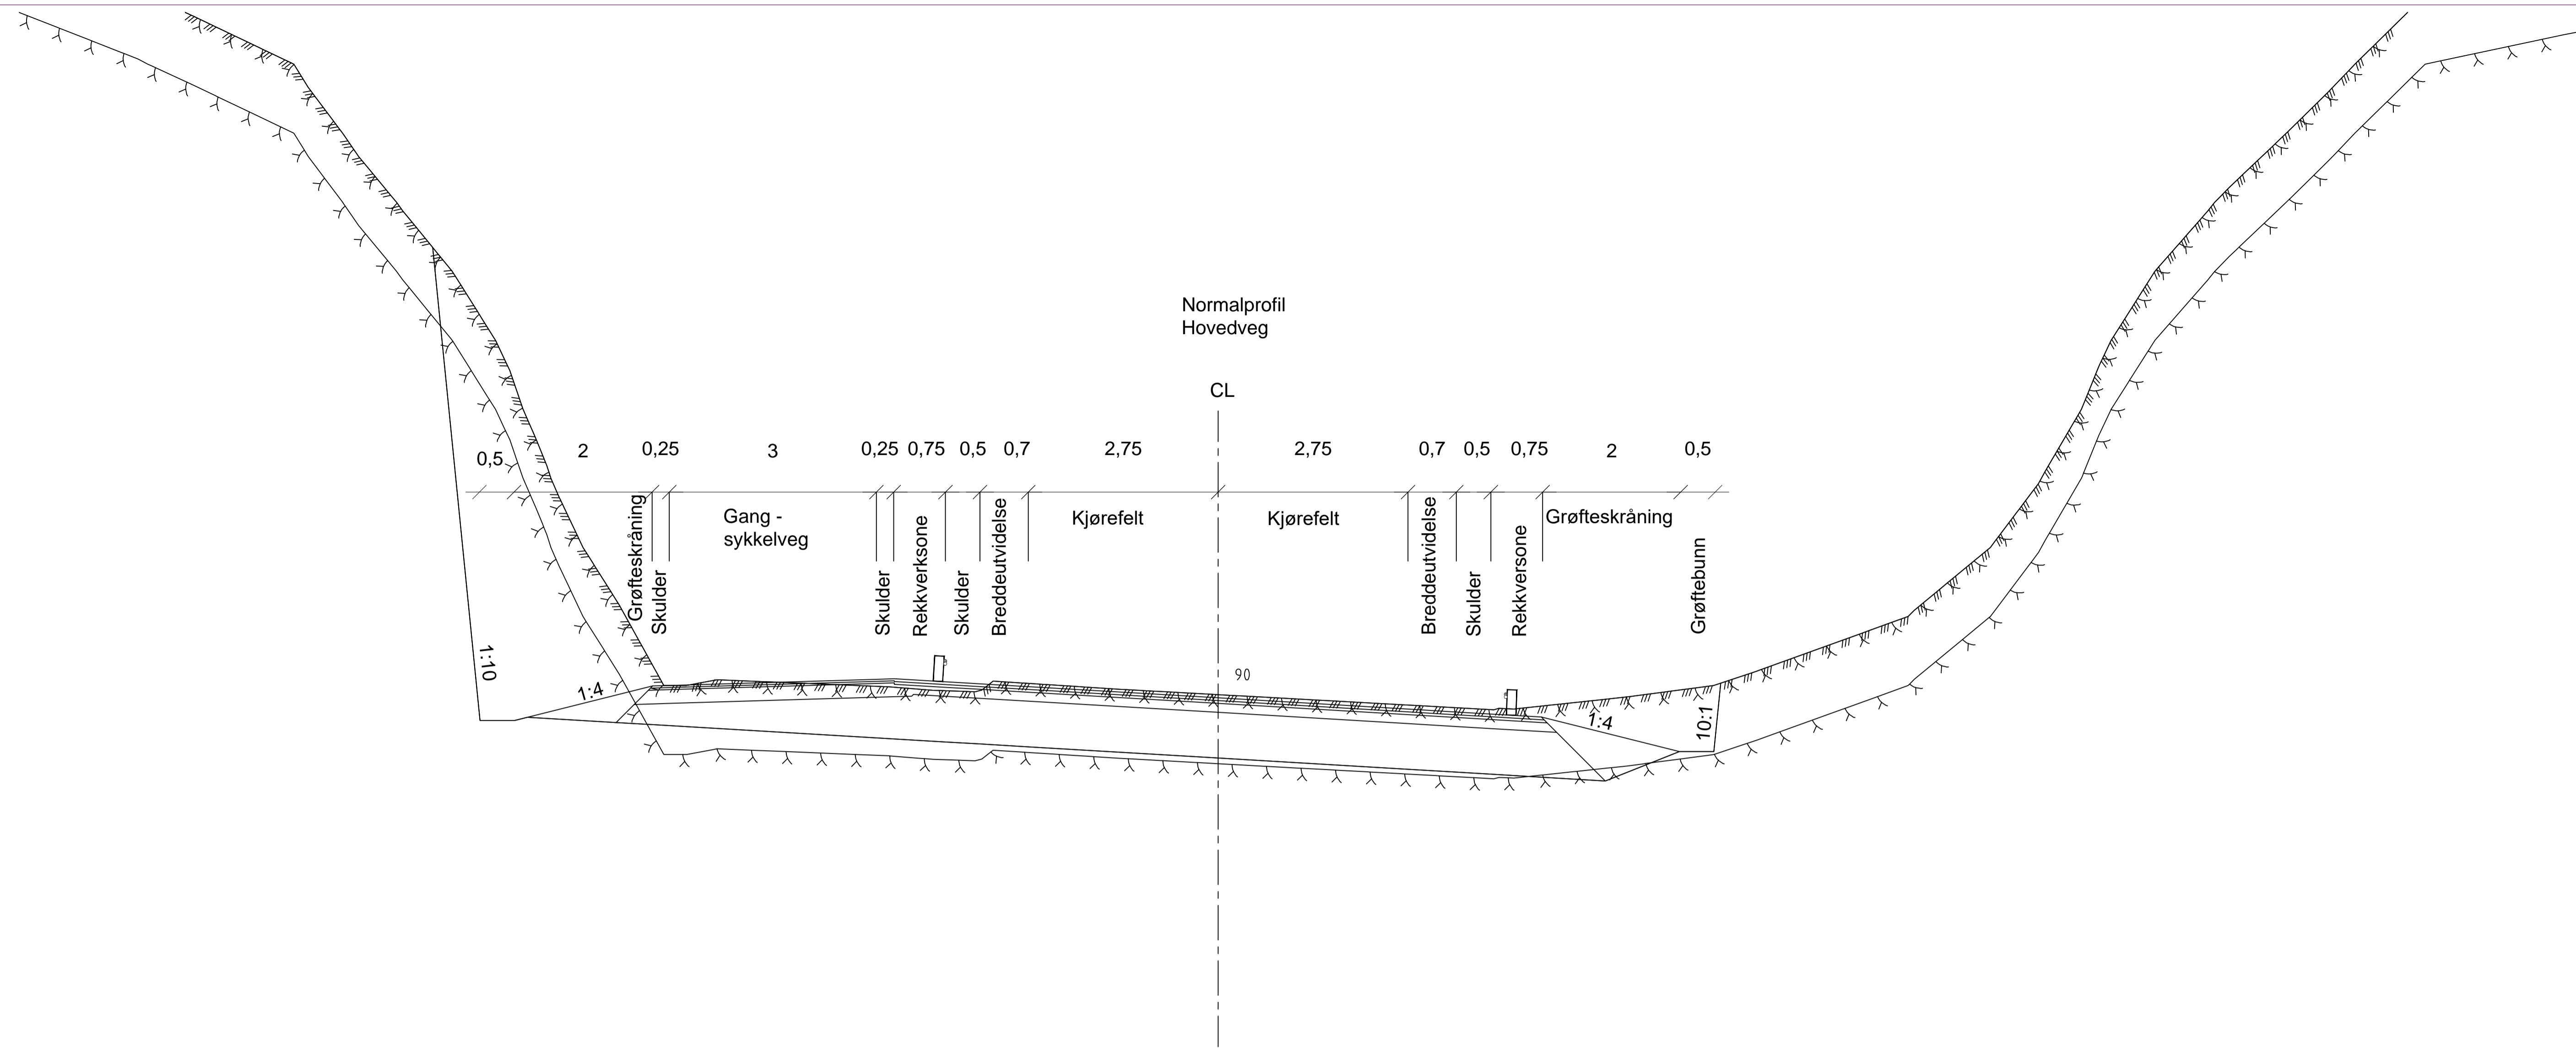 Normalprofil
Hovedveg
CL
0,5
2
0,25
3
0,25
0,75
0,5
0,7
2,75
2,75
0,7
0,5
0,75
2
0,5
Grøfteskråning
Skulder
Gang -
sykkelveg
Skulder
Rekkverksone
Skulder
Breddeutvidelse
Kjørefelt
Kjørefelt
Breddeutvidelse
Skulder
Rekkversone
Grøfteskråning
Grøftebunn
1:10
1:4
90
1:4
10:1